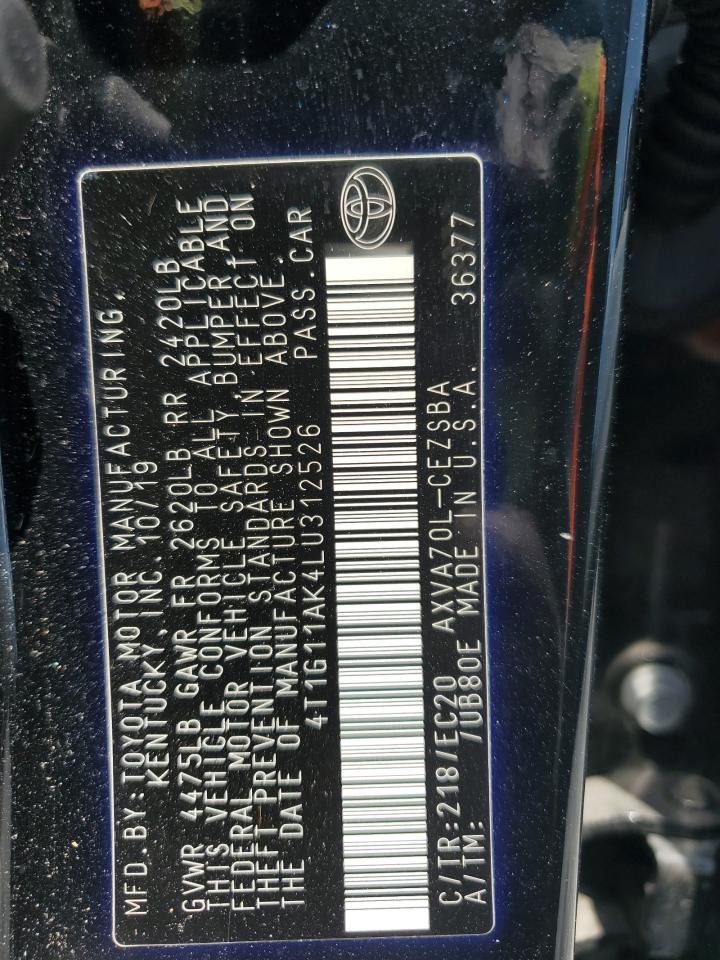 MFD.BY:TOYOTA MOTOR MANUFACTURING,
KENTUCKY,INC. 10/19
GVWR 4475LB GAWR FR 2620LB RR 2420LB
THIS VEHICLE CONFORMS TO ALL APPLICABLE
FEDERAL MOTOR VEHICLE SAFETY,BUMPER,AND
THEFT PREVENTION STANDARDS IN EFFECT ON
THE DATE OF MANUFACTURE SHOWN ABOVE.
4T1G11AK4LU312526 PASS.CAR
C/TR:218/EC20 AXVA70L-CEZSBA
A/TM: /UB80E MADE IN U.S.A. 36377